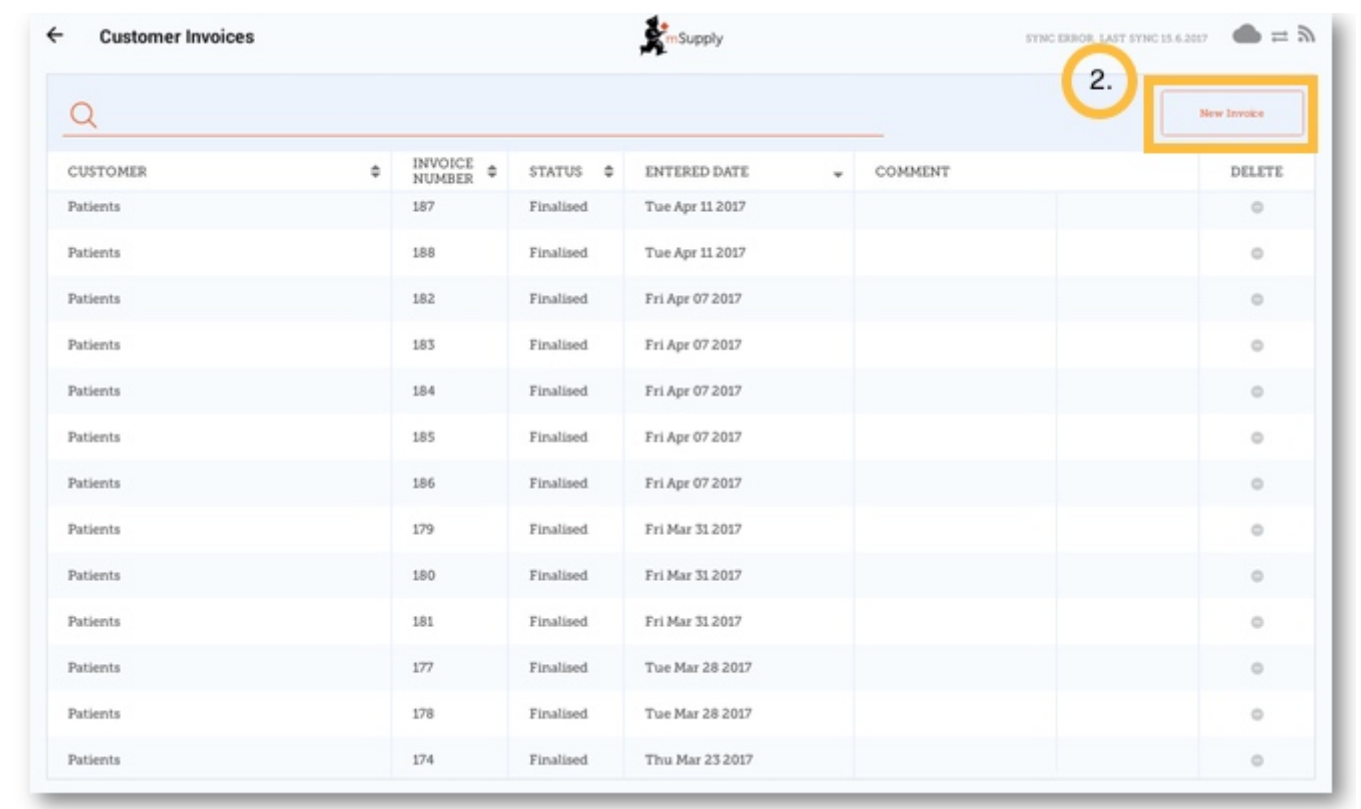 Customer Invoices mSupply SYNC ERROR. LAST SYNC 15.6.2017
2.
New Invoice
CUSTOMER INVOICE NUMBER STATUS ENTERED DATE COMMENT DELETE
Patients 187 Finalised Tue Apr 11 2017
Patients 188 Finalised Tue Apr 11 2017
Patients 182 Finalised Fri Apr 07 2017
Patients 183 Finalised Fri Apr 07 2017
Patients 184 Finalised Fri Apr 07 2017
Patients 185 Finalised Fri Apr 07 2017
Patients 186 Finalised Fri Apr 07 2017
Patients 179 Finalised Fri Mar 31 2017
Patients 180 Finalised Fri Mar 31 2017
Patients 181 Finalised Fri Mar 31 2017
Patients 177 Finalised Tue Mar 28 2017
Patients 178 Finalised Tue Mar 28 2017
Patients 174 Finalised Thu Mar 23 2017